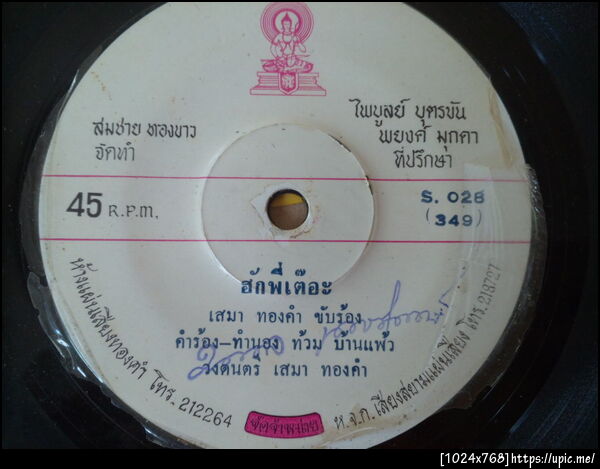 สมชาย ทองขาว
จัดทำ
ไพบูลย์ บุตรขัน
พยงค์ มุกดา
ที่ปรึกษา
45 R.P.M.
S. 028
(349)
ฮักพี่เต๊อะ
เสมา ทองคำ ขับร้อง
คำร้อง-ทำนอง ท้วม บ้านแพ้ว
วงดนตรี เสมา ทองคำ
ห้างแผ่นเสียงทองคำ โทร. 212264
จัดจำหน่าย
ห.จ.ก. เสียงสยามแผ่นเสียง โทร. 213727
[1024x768]https://upic.me/